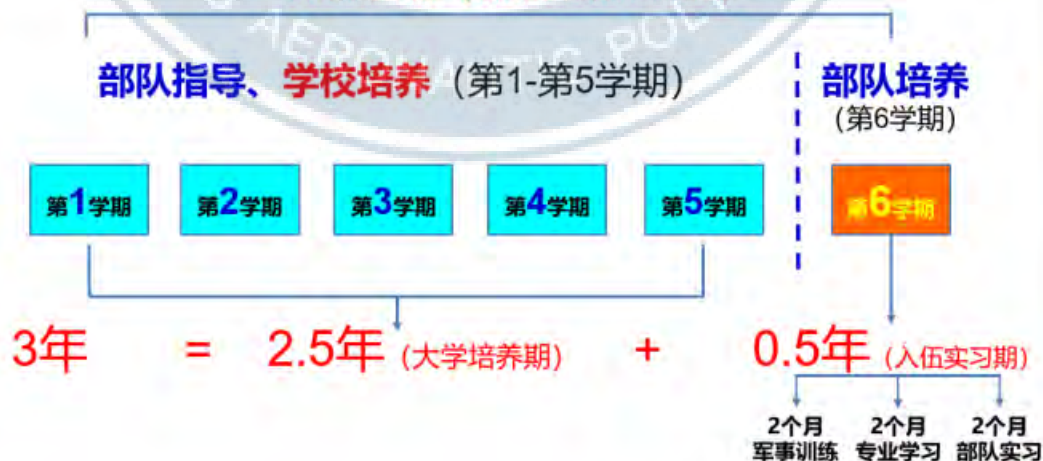 S AERONAUTIC POLY
部队指导、学校培养（第1-第5学期） 部队培养
（第6学期）
第1学期 第2学期 第3学期 第4学期 第5学期 第6学期
3年 = 2.5年（大学培养期） + 0.5年（入伍实习期）
2个月 2个月 2个月
军事训练 专业学习 部队实习